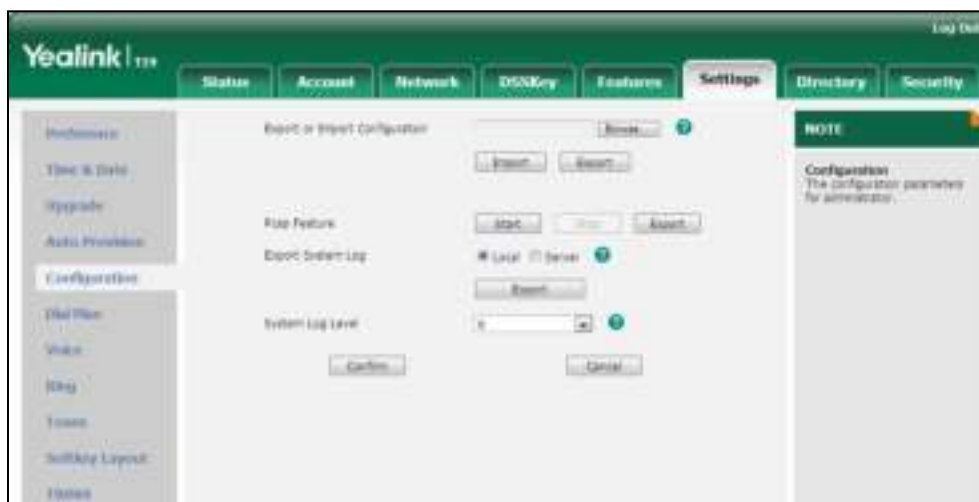 Log Out
Yealink
Status Account Network DSSKey Features Settings Directory Security
Preference
Time & Date
Upgrade
Auto Provision
Configuration
Dial Plan
Voice
Ring
Tones
Softkey Layout
Export or Import Configuration Browse...
Import Export
Pcap Feature Start Stop Export
Export System Log Local Server
Export
System Log Level
Confirm Cancel
NOTE
Configuration
The configuration parameters
for administrator.